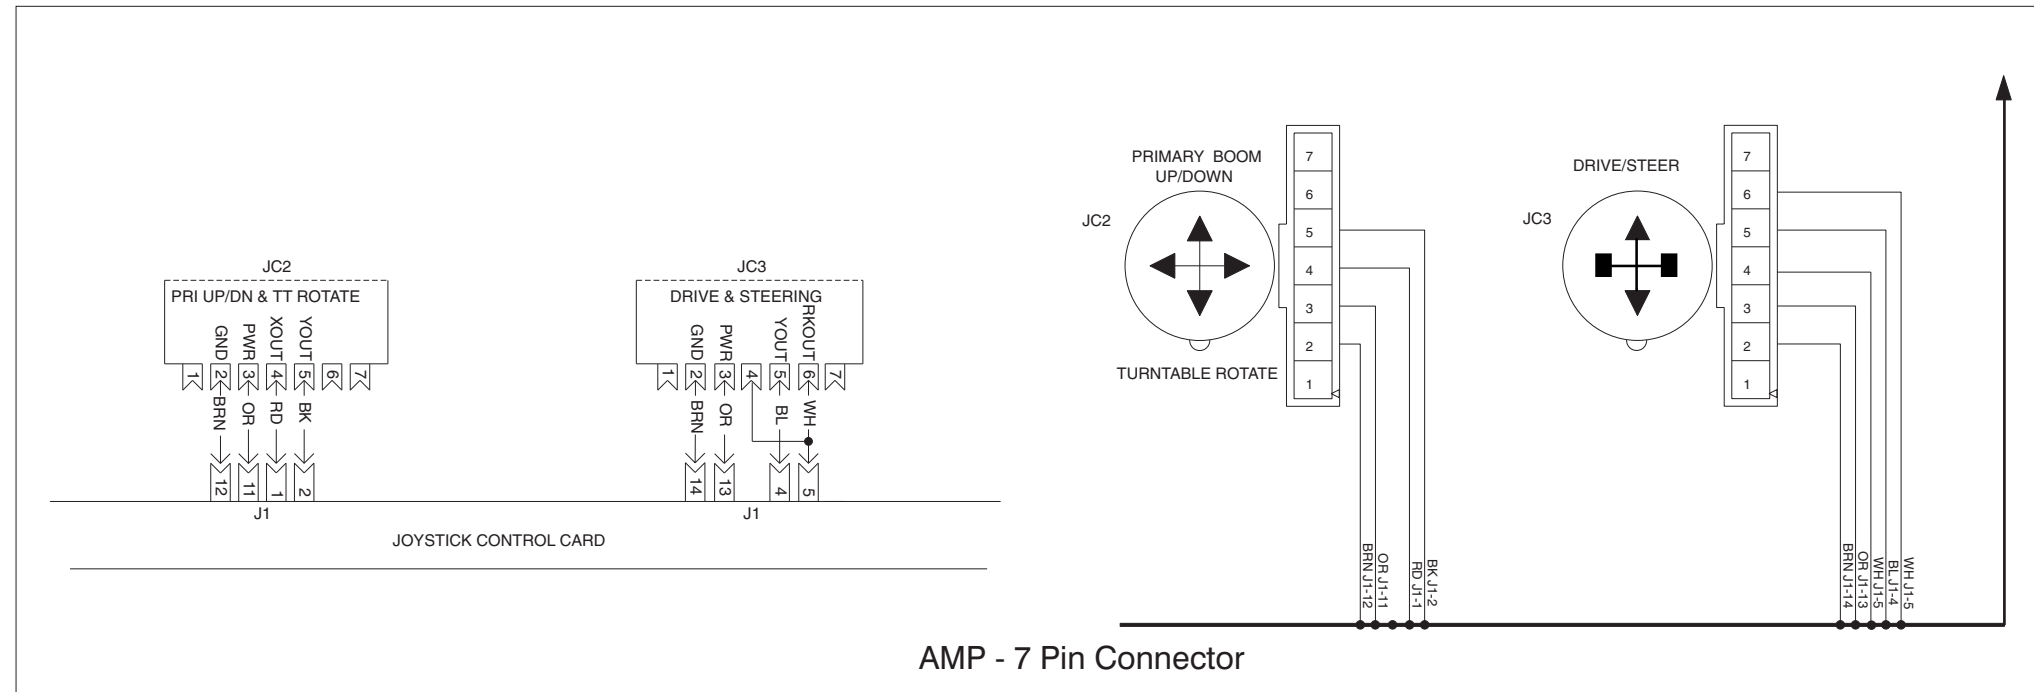 JC2
PRI UP/DN & TT ROTATE
GND
PWR
XOUT
YOUT
1
2
3
4
5
6
7
BRN
OR
RD
BK
12
11
1
2
J1
JC3
DRIVE & STEERING
GND
PWR
YOUT
RKOUT
1
2
3
4
5
6
7
BRN
OR
BL
WH
14
13
4
5
J1
JOYSTICK CONTROL CARD
PRIMARY BOOM
UP/DOWN
JC2
TURNTABLE ROTATE
7
6
5
4
3
2
1
BRN J1-12
OR J1-11
RD J1-1
BK J1-2
DRIVE/STEER
JC3
7
6
5
4
3
2
1
BRN J1-14
OR J1-13
WH J1-5
BL J1-4
WH J1-5
AMP - 7 Pin Connector